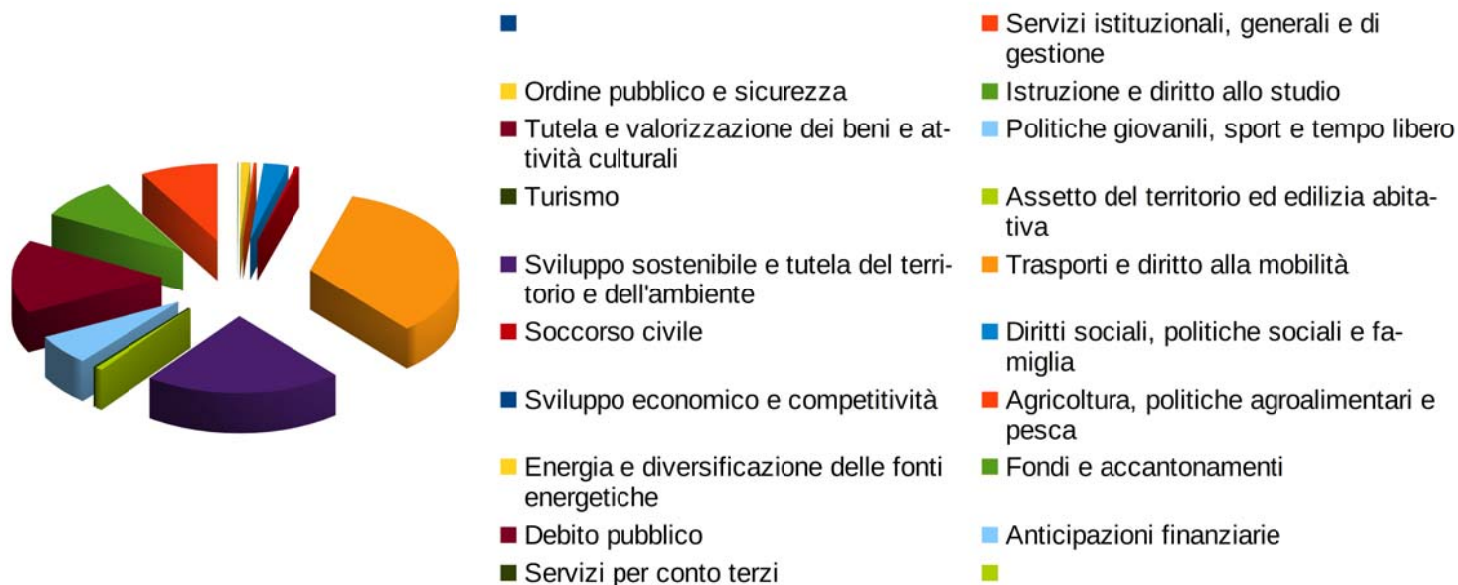 Servizi istituzionali, generali e di
gestione
Ordine pubblico e sicurezza
Istruzione e diritto allo studio
Tutela e valorizzazione dei beni e at-
tività culturali
Politiche giovanili, sport e tempo libero
Turismo
Assetto del territorio ed edilizia abita-
tiva
Sviluppo sostenibile e tutela del terri-
torio e dell'ambiente
Trasporti e diritto alla mobilità
Soccorso civile
Diritti sociali, politiche sociali e fa-
miglia
Sviluppo economico e competitività
Agricoltura, politiche agroalimentari e
pesca
Energia e diversificazione delle fonti
energetiche
Fondi e accantonamenti
Debito pubblico
Anticipazioni finanziarie
Servizi per conto terzi